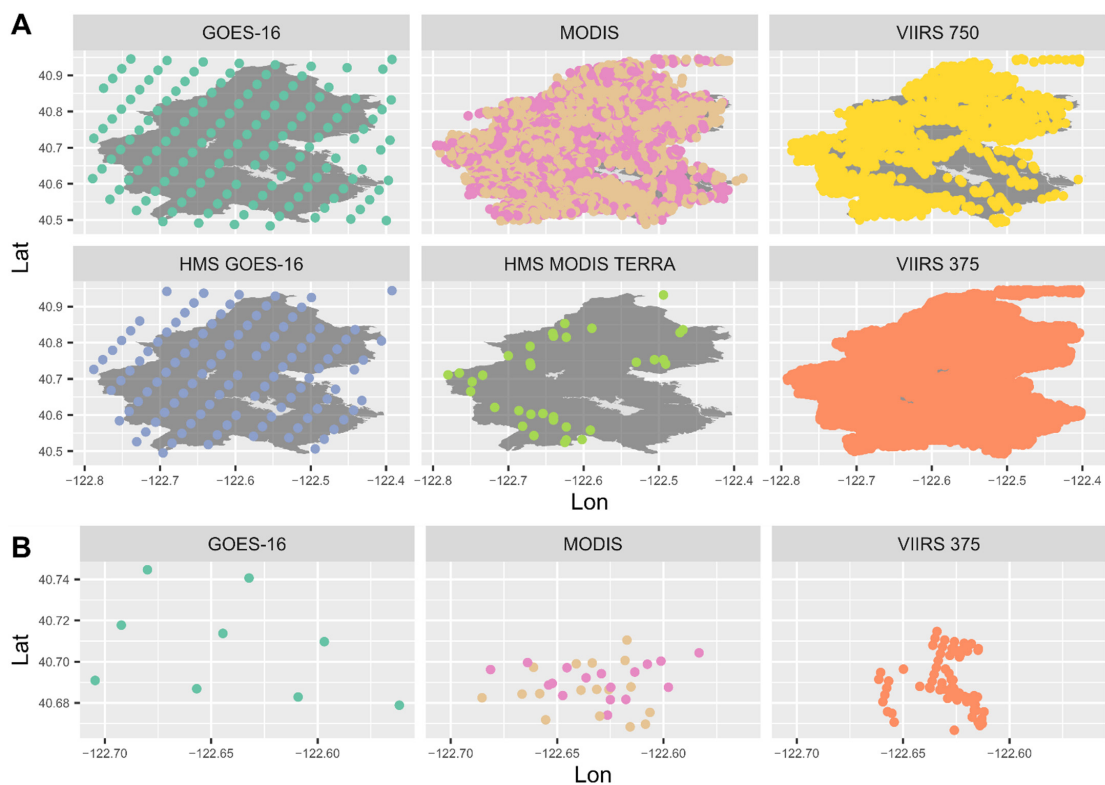 A
GOES-16 MODIS VIIRS 750
40.9
40.8
40.7
40.6
40.5
Lat
HMS GOES-16 HMS MODIS TERRA VIIRS 375
40.9
40.8
40.7
40.6
40.5
−122.8 −122.7 −122.6 −122.5 −122.4 −122.8 −122.7 −122.6 −122.5 −122.4 −122.8 −122.7 −122.6 −122.5 −122.4
Lon
B
GOES-16 MODIS VIIRS 375
40.74
40.72
40.70
40.68
Lat
−122.70 −122.65 −122.60 −122.70 −122.65 −122.60 −122.70 −122.65 −122.60
Lon